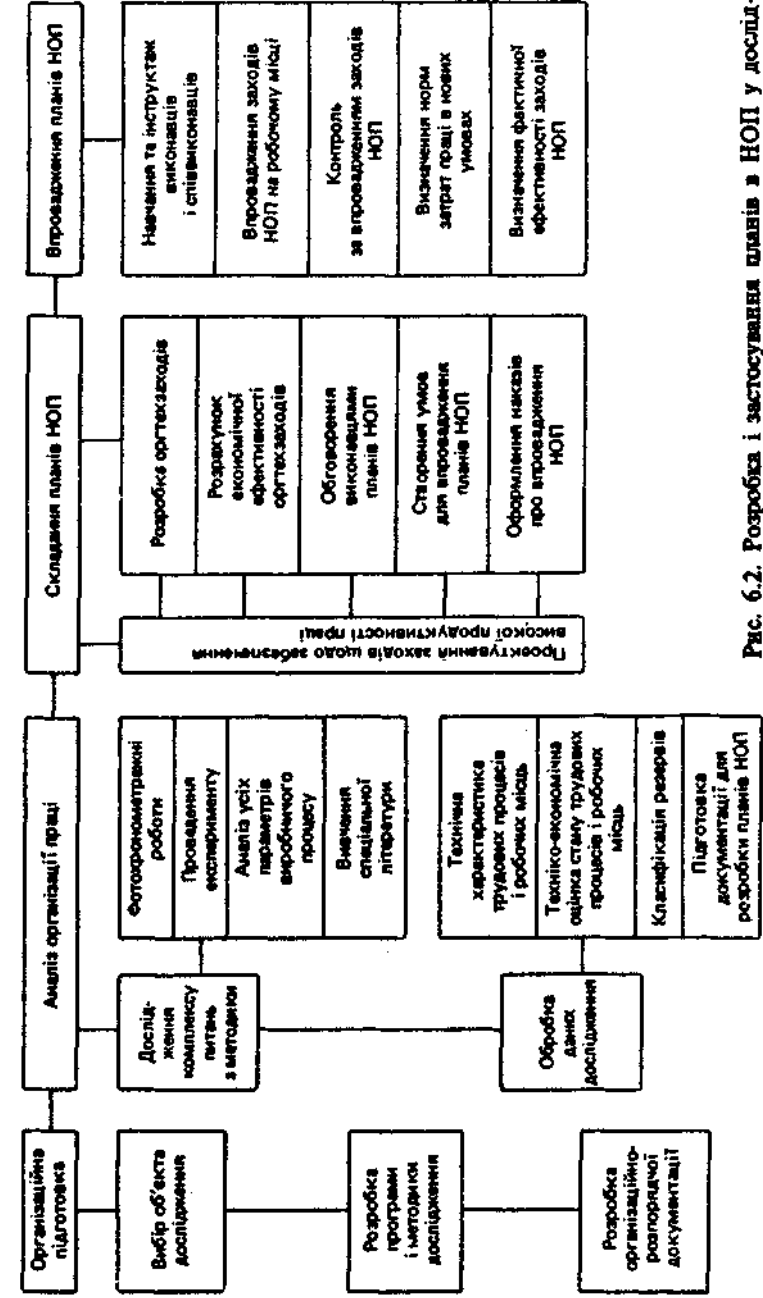 Організаційна
підготовка
Вибір об'єкта
дослідження
Розробка
програми
і методики
дослідження
Розробка
організаційно-
розпорядчої
документації
Аналіз організації праці
Дослід-
ження
комплексу
питань
з методики
Фотохронометражні
роботи
Проведення
експерименту
Аналіз усіх
параметрів
виробничого
процесу
Вивчення
спеціальної
літератури
Обробка
даних
дослідження
Технічна
характеристика
трудових процесів
і робочих місць
Техніко-економічна
оцінка стану трудових
процесів і робочих
місць
Класифікація резервів
Підготовка
документації для
розробки планів НОП
Складання планів НОП
Проектування заходів щодо забезпечення
високої продуктивності праці
Розробка оргтехзаходів
Розрахунок
економічної
ефективності
оргтехзаходів
Обговорення
виконавцями
планів НОП
Створення умов
для впровадження
планів НОП
Оформлення наказів
про впровадження
НОП
Впровадження планів НОП
Навчання та інструктаж
виконавців
і співвиконавців
Впровадження заходів
НОП на робочому місці
Контроль
за впровадженням заходів
НОП
Визначення норм
затрат праці в нових
умовах
Визначення фактичної
ефективності заходів
НОП
Рис. 6.2. Розробка і застосування планів в НОП у дослід-